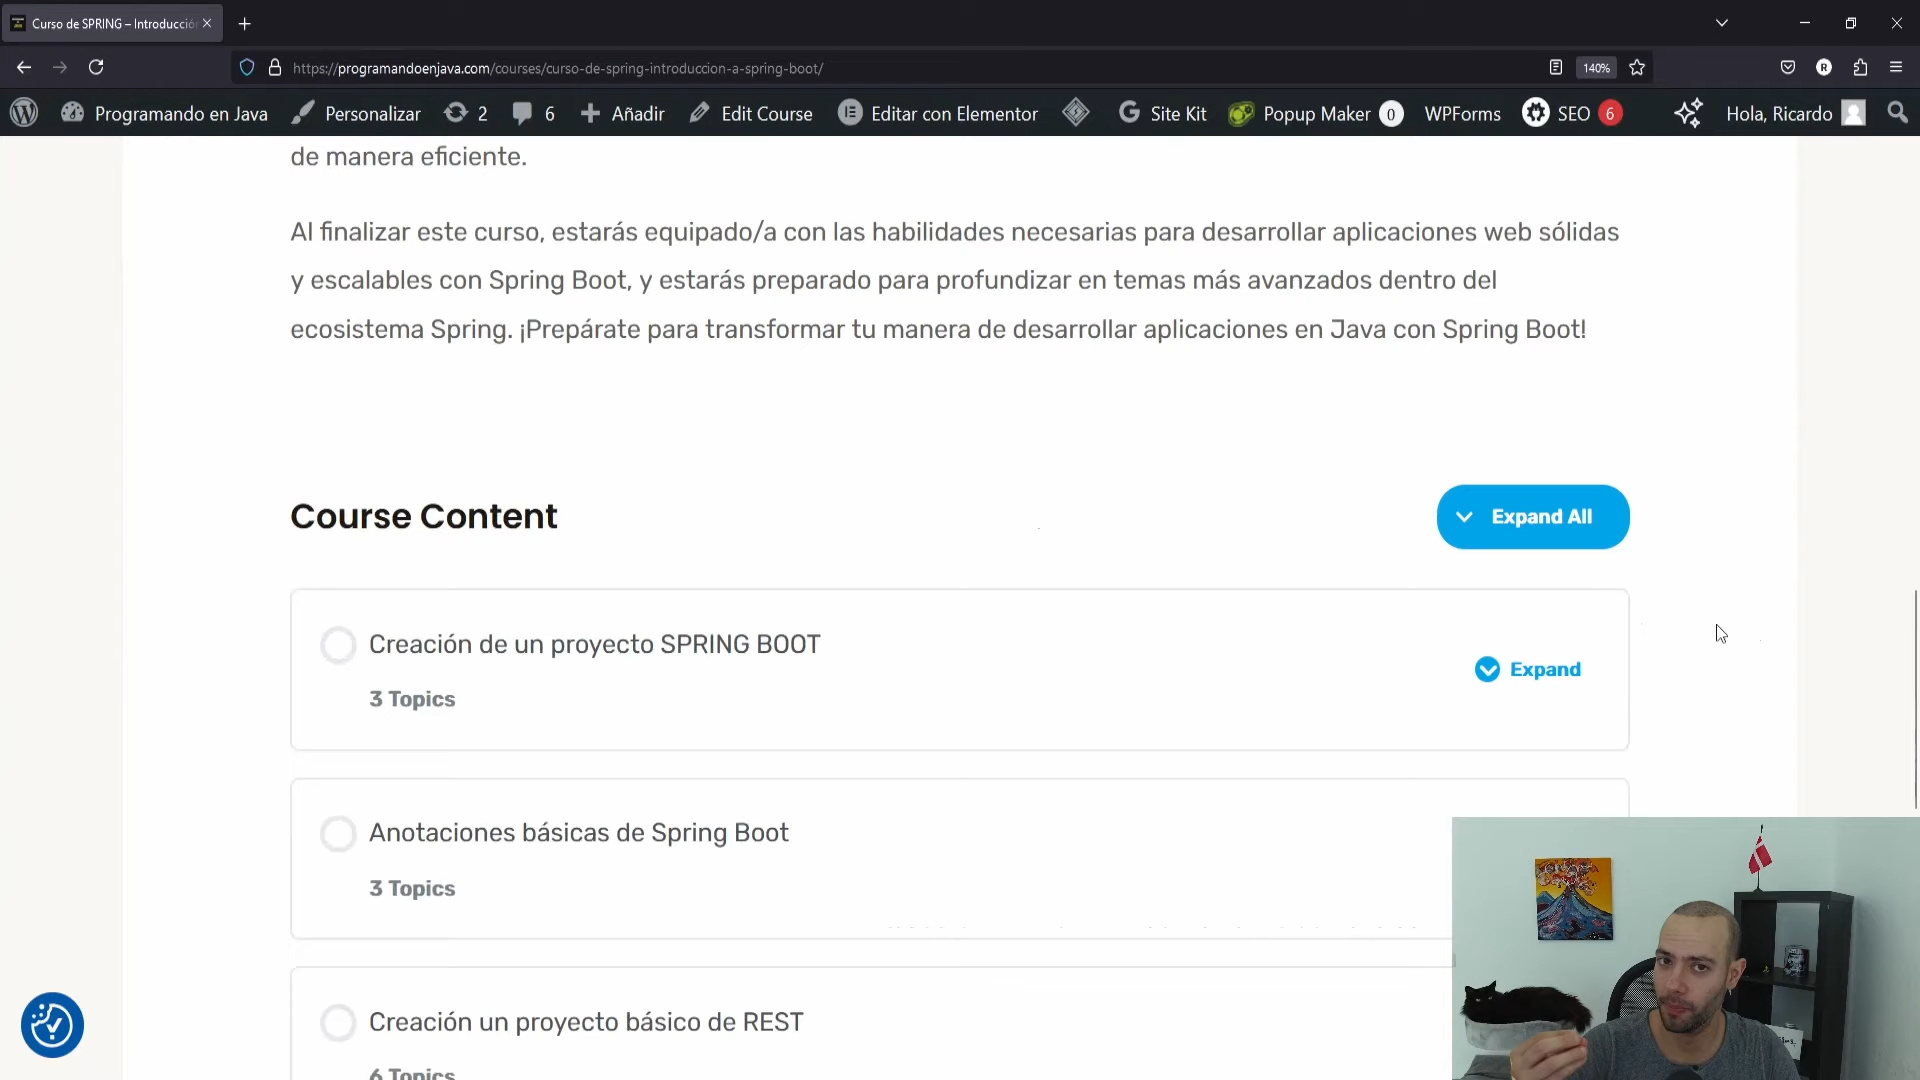 Curso de SPRING – Introducció
https://programandoenjava.com/courses/curso-de-spring-introduccion-a-spring-boot/
140%
R
Programando en Java
Personalizar
2
6
Añadir
Edit Course
Editar con Elementor
Site Kit
Popup Maker 0
WPForms
SEO 6
Hola, Ricardo
de manera eficiente.
Al finalizar este curso, estarás equipado/a con las habilidades necesarias para desarrollar aplicaciones web sólidas
y escalables con Spring Boot, y estarás preparado para profundizar en temas más avanzados dentro del
ecosistema Spring. ¡Prepárate para transformar tu manera de desarrollar aplicaciones en Java con Spring Boot!
Course Content
Expand All
Creación de un proyecto SPRING BOOT
3 Topics
Expand
Anotaciones básicas de Spring Boot
3 Topics
Creación un proyecto básico de REST
6 Topics